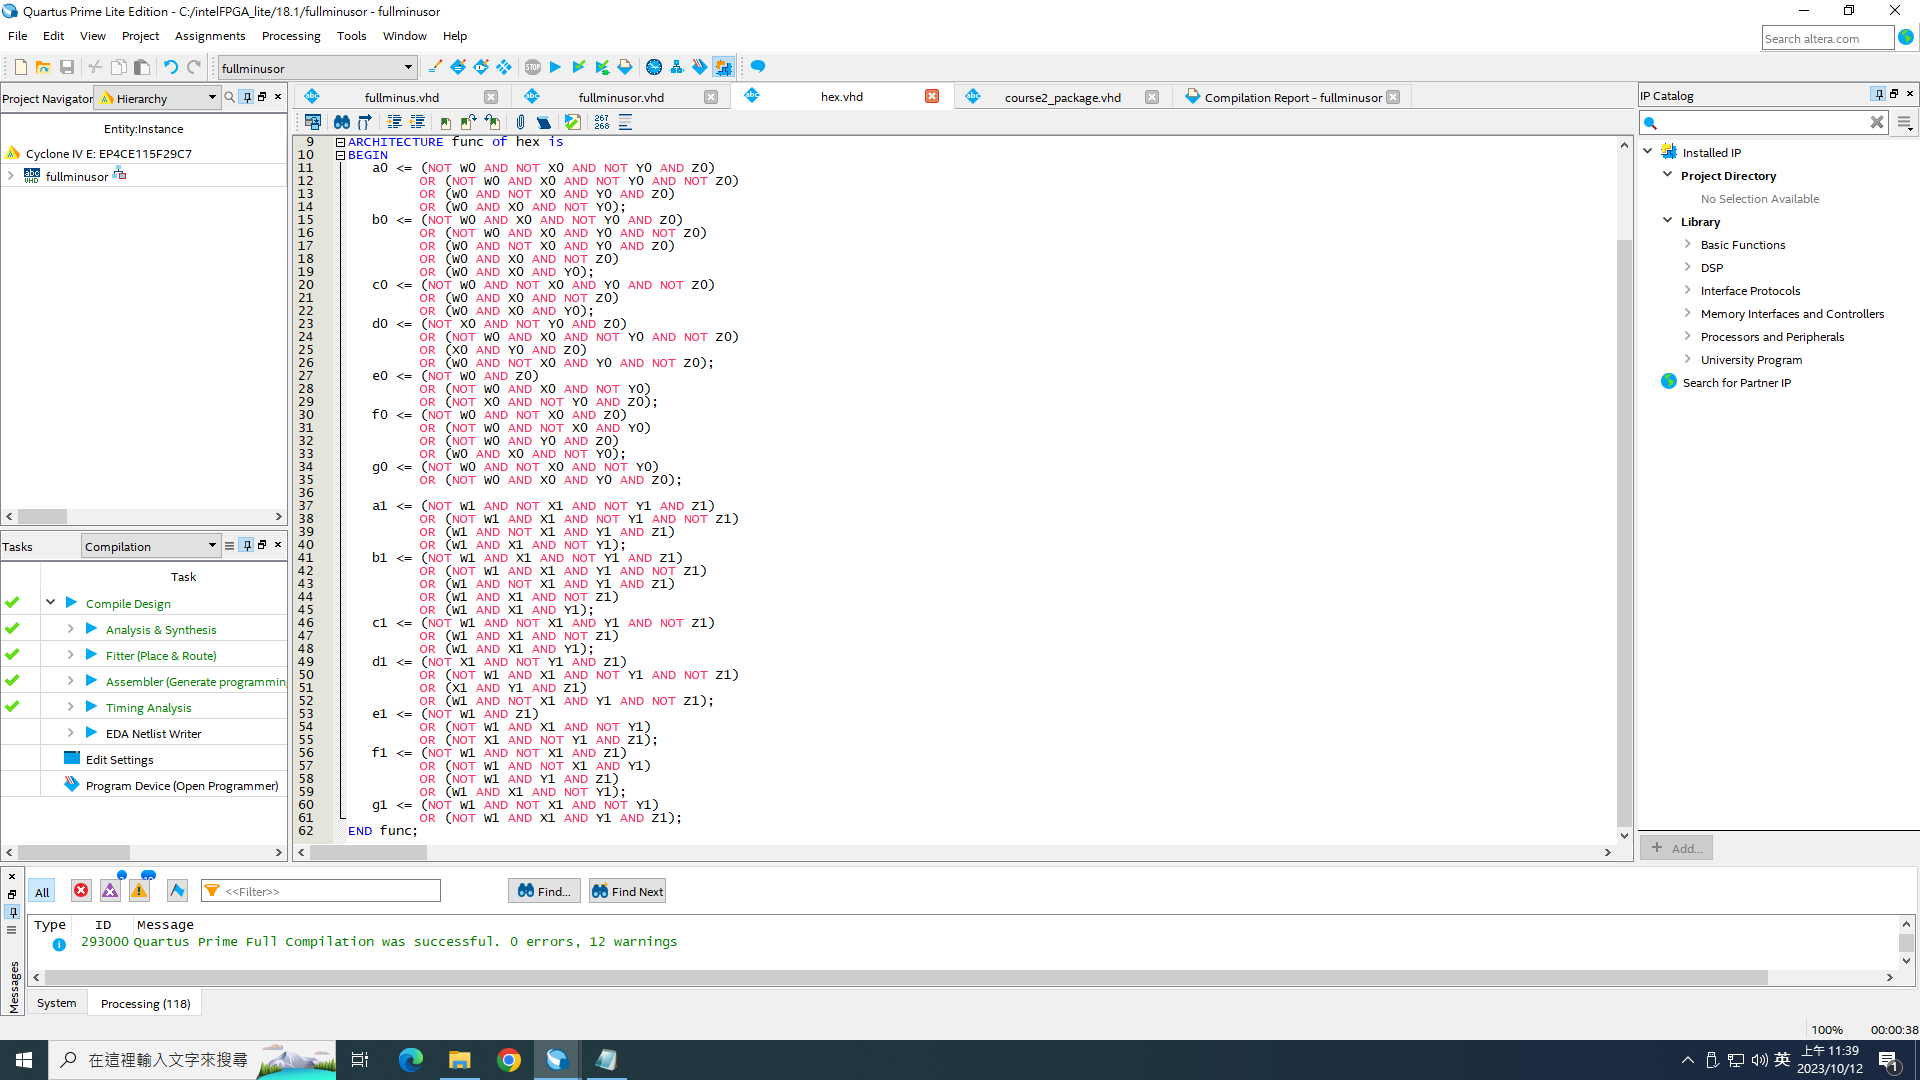 Quartus Prime Lite Edition - C:/intelFPGA_lite/18.1/fullminusor - fullminusor
File Edit View Project Assignments Processing Tools Window Help
Search altera.com
fullminusor
Project Navigator Hierarchy
Entity:Instance
Cyclone IV E: EP4CE115F29C7
fullminusor
fullminus.vhd fullminusor.vhd hex.vhd course2_package.vhd Compilation Report - fullminusor
9 ARCHITECTURE func of hex is
10 BEGIN
11 a0 <= (NOT W0 AND NOT X0 AND NOT Y0 AND Z0)
12 OR (NOT W0 AND X0 AND NOT Y0 AND NOT Z0)
13 OR (W0 AND NOT X0 AND Y0 AND Z0)
14 OR (W0 AND X0 AND NOT Y0);
15 b0 <= (NOT W0 AND X0 AND NOT Y0 AND Z0)
16 OR (NOT W0 AND X0 AND Y0 AND NOT Z0)
17 OR (W0 AND NOT X0 AND Y0 AND Z0)
18 OR (W0 AND X0 AND NOT Z0)
19 OR (W0 AND X0 AND Y0);
20 c0 <= (NOT W0 AND NOT X0 AND Y0 AND NOT Z0)
21 OR (W0 AND X0 AND NOT Z0)
22 OR (W0 AND X0 AND Y0);
23 d0 <= (NOT X0 AND NOT Y0 AND Z0)
24 OR (NOT W0 AND X0 AND NOT Y0 AND NOT Z0)
25 OR (X0 AND Y0 AND Z0)
26 OR (W0 AND NOT X0 AND Y0 AND NOT Z0);
27 e0 <= (NOT W0 AND Z0)
28 OR (NOT W0 AND X0 AND NOT Y0)
29 OR (NOT X0 AND NOT Y0 AND Z0);
30 f0 <= (NOT W0 AND NOT X0 AND Z0)
31 OR (NOT W0 AND NOT X0 AND Y0)
32 OR (NOT W0 AND Y0 AND Z0)
33 OR (W0 AND X0 AND NOT Y0);
34 g0 <= (NOT W0 AND NOT X0 AND NOT Y0)
35 OR (NOT W0 AND X0 AND Y0 AND Z0);
36
37 a1 <= (NOT W1 AND NOT X1 AND NOT Y1 AND Z1)
38 OR (NOT W1 AND X1 AND NOT Y1 AND NOT Z1)
39 OR (W1 AND NOT X1 AND Y1 AND Z1)
40 OR (W1 AND X1 AND NOT Y1);
41 b1 <= (NOT W1 AND X1 AND NOT Y1 AND Z1)
42 OR (NOT W1 AND X1 AND Y1 AND NOT Z1)
43 OR (W1 AND NOT X1 AND Y1 AND Z1)
44 OR (W1 AND X1 AND NOT Z1)
45 OR (W1 AND X1 AND Y1);
46 c1 <= (NOT W1 AND NOT X1 AND Y1 AND NOT Z1)
47 OR (W1 AND X1 AND NOT Z1)
48 OR (W1 AND X1 AND Y1);
49 d1 <= (NOT X1 AND NOT Y1 AND Z1)
50 OR (NOT W1 AND X1 AND NOT Y1 AND NOT Z1)
51 OR (X1 AND Y1 AND Z1)
52 OR (W1 AND NOT X1 AND Y1 AND NOT Z1);
53 e1 <= (NOT W1 AND Z1)
54 OR (NOT W1 AND X1 AND NOT Y1)
55 OR (NOT X1 AND NOT Y1 AND Z1);
56 f1 <= (NOT W1 AND NOT X1 AND Z1)
57 OR (NOT W1 AND NOT X1 AND Y1)
58 OR (NOT W1 AND Y1 AND Z1)
59 OR (W1 AND X1 AND NOT Y1);
60 g1 <= (NOT W1 AND NOT X1 AND NOT Y1)
61 OR (NOT W1 AND X1 AND Y1 AND Z1);
62 END func;
IP Catalog
Installed IP
Project Directory
No Selection Available
Library
Basic Functions
DSP
Interface Protocols
Memory Interfaces and Controllers
Processors and Peripherals
University Program
Search for Partner IP
+ Add...
Tasks Compilation
Task
Compile Design
Analysis & Synthesis
Fitter (Place & Route)
Assembler (Generate programmin
Timing Analysis
EDA Netlist Writer
Edit Settings
Program Device (Open Programmer)
All <<Filter>> Find... Find Next
Type ID Message
293000 Quartus Prime Full Compilation was successful. 0 errors, 12 warnings
Messages
System Processing (118)
100% 00:00:38
在這裡輸入文字來搜尋
英
上午 11:39
2023/10/12
1